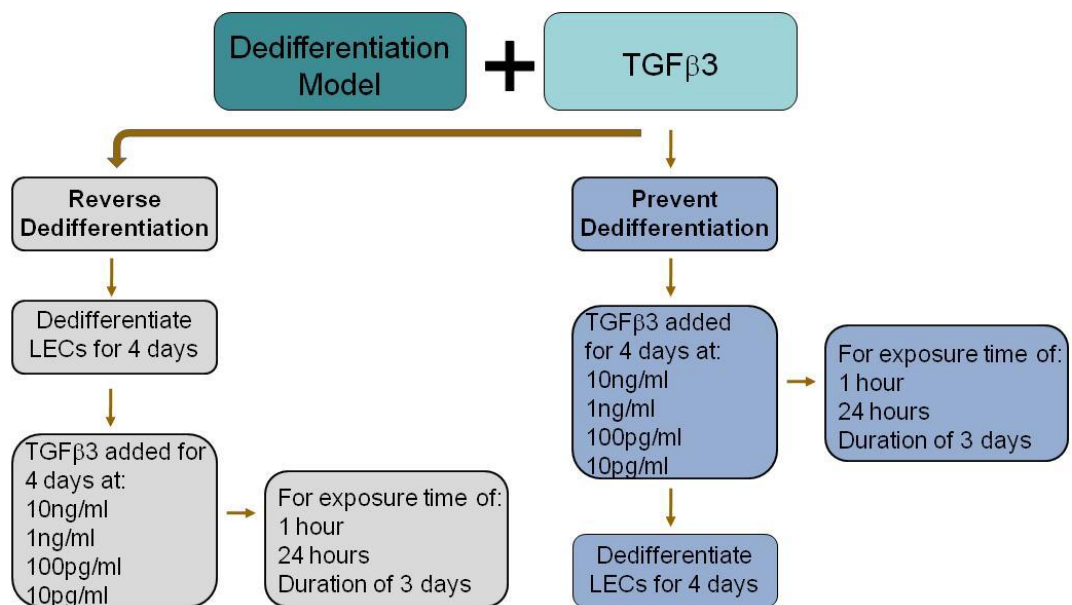 Dedifferentiation
Model
+
TGFβ3
Reverse
Dedifferentiation
Dedifferentiate
LECs for 4 days
TGFβ3 added for
4 days at:
10ng/ml
1ng/ml
100pg/ml
10pg/ml
For exposure time of:
1 hour
24 hours
Duration of 3 days
Prevent
Dedifferentiation
TGFβ3 added
for 4 days at:
10ng/ml
1ng/ml
100pg/ml
10pg/ml
For exposure time of:
1 hour
24 hours
Duration of 3 days
Dedifferentiate
LECs for 4 days